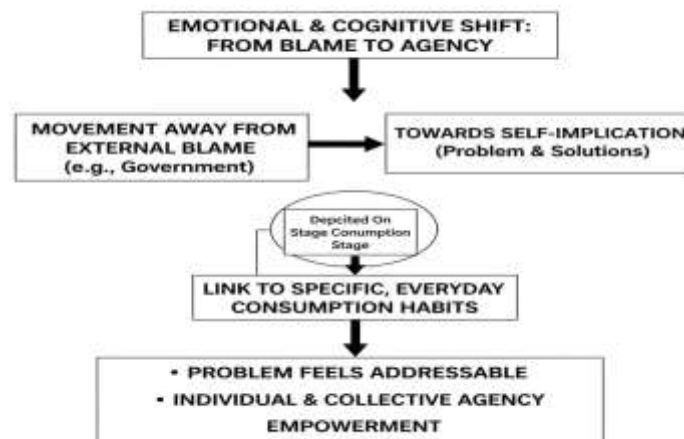 EMOTIONAL & COGNITIVE SHIFT:
FROM BLAME TO AGENCY
MOVEMENT AWAY FROM
EXTERNAL BLAME
(e.g., Government)
TOWARDS SELF-IMPLICATION
(Problem & Solutions)
Depcited On
Stage Conumption
Stage
LINK TO SPECIFIC, EVERYDAY
CONSUMPTION HABITS
• PROBLEM FEELS ADDRESSABLE
• INDIVIDUAL & COLLECTIVE AGENCY
EMPOWERMENT